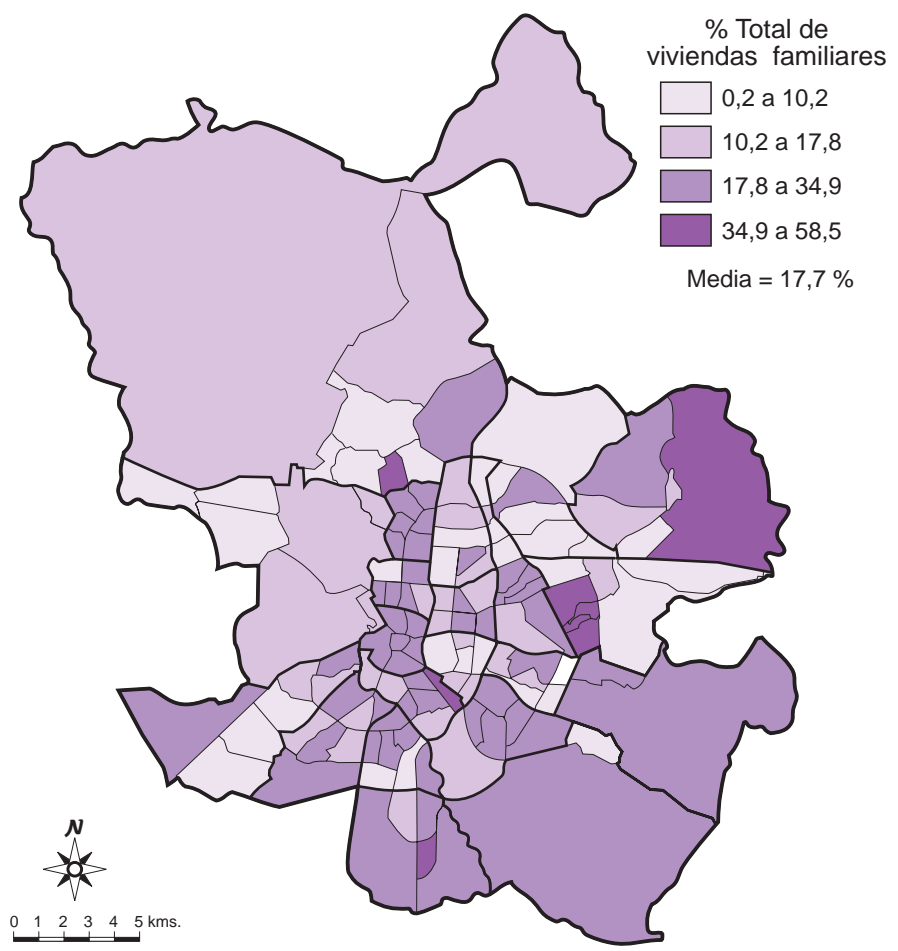 % Total de
viviendas familiares
0,2 a 10,2
10,2 a 17,8
17,8 a 34,9
34,9 a 58,5
Media = 17,7 %
N
0 1 2 3 4 5 kms.